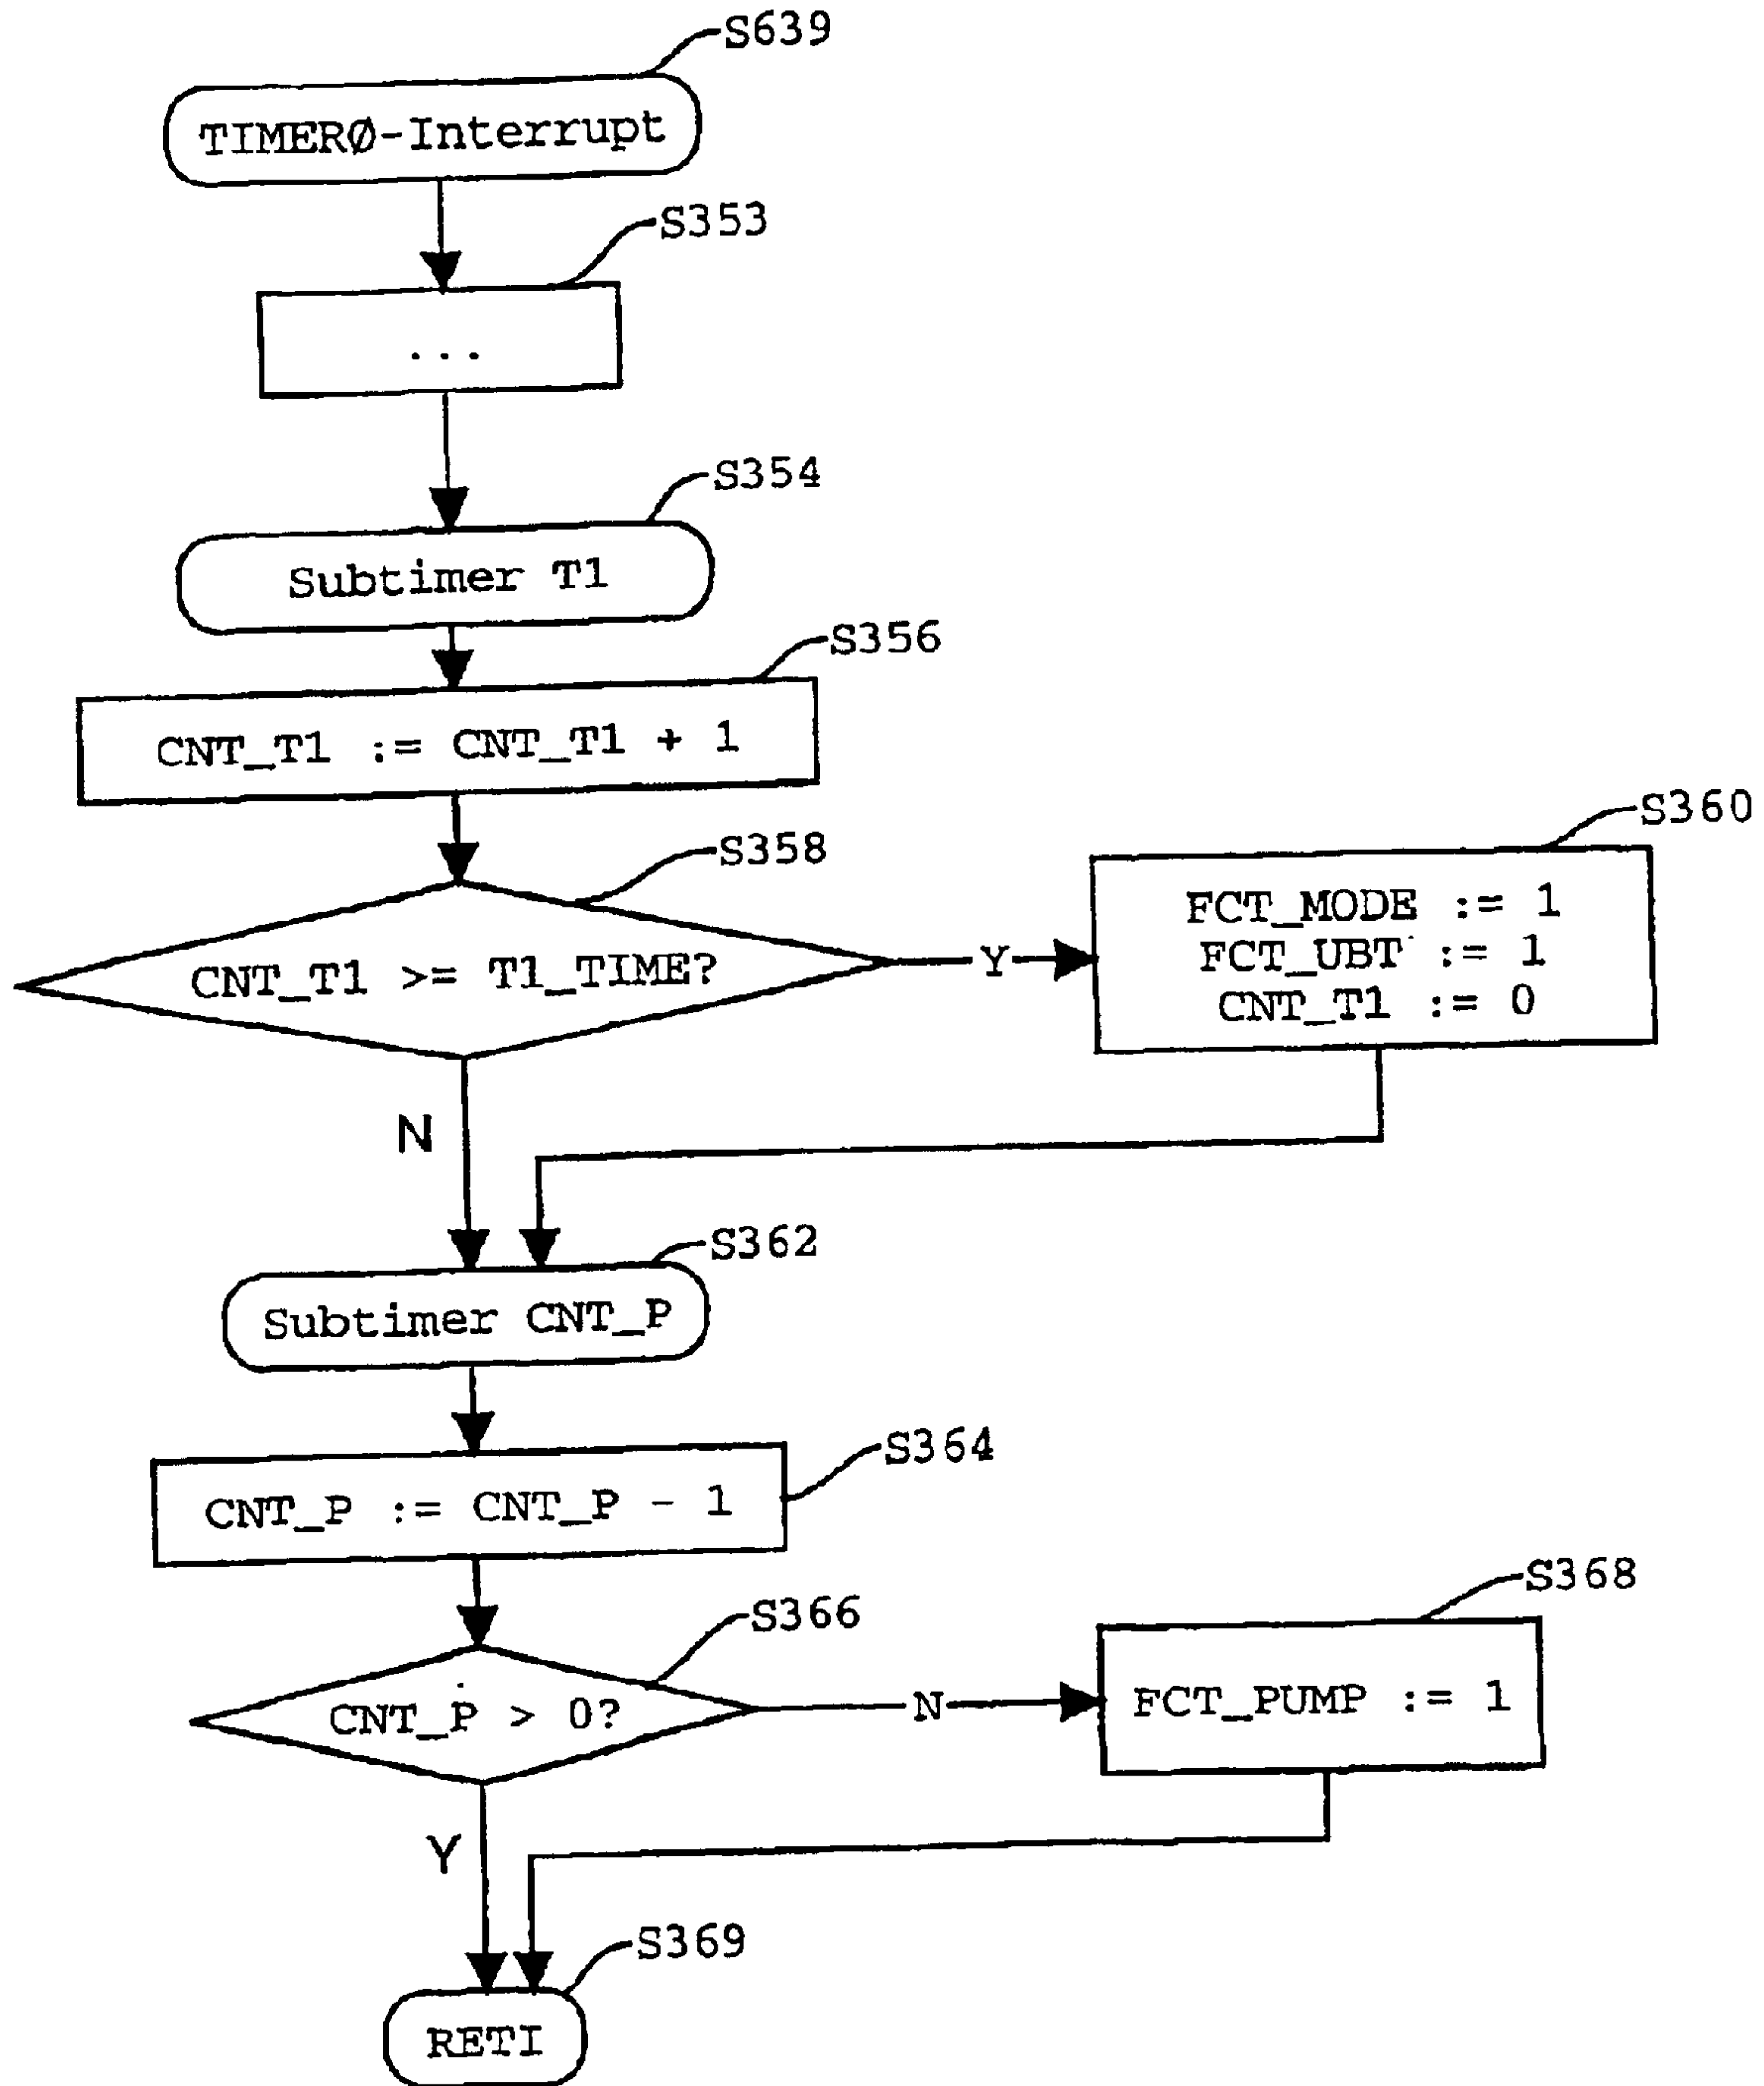 S639
TIMERØ-Interrupt
S353
...
S354
Subtimer T1
S356
CNT_T1 := CNT_T1 + 1
S358
CNT_T1 >= T1_TIME?
Y
S360
FCT_MODE := 1
FCT_UBT := 1
CNT_T1 := 0
N
S362
Subtimer CNT_P
S364
CNT_P := CNT_P - 1
S366
CNT_P > 0?
N
S368
FCT_PUMP := 1
Y
S369
RETI